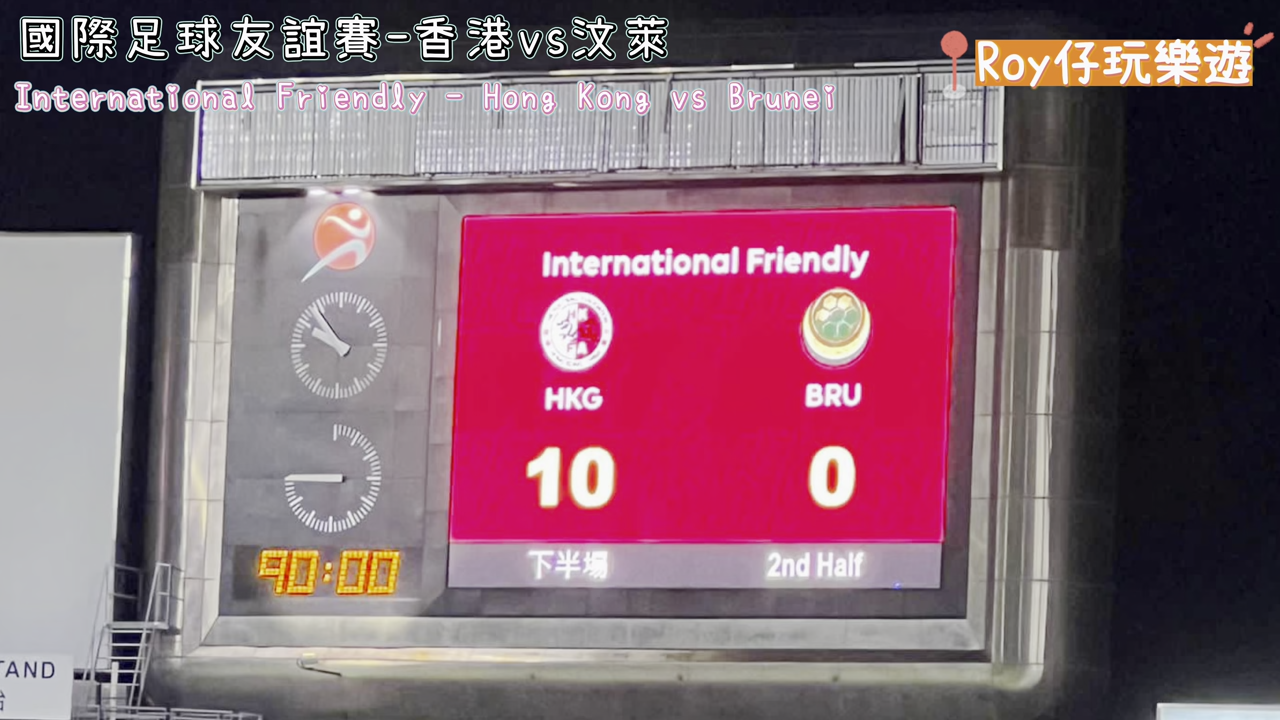 國際足球友誼賽-香港vs汶萊
Roy仔玩樂遊
International Friendly - Hong Kong vs Brunei
International Friendly
HKG
BRU
10
0
90:00
下半場
2nd Half
TAND